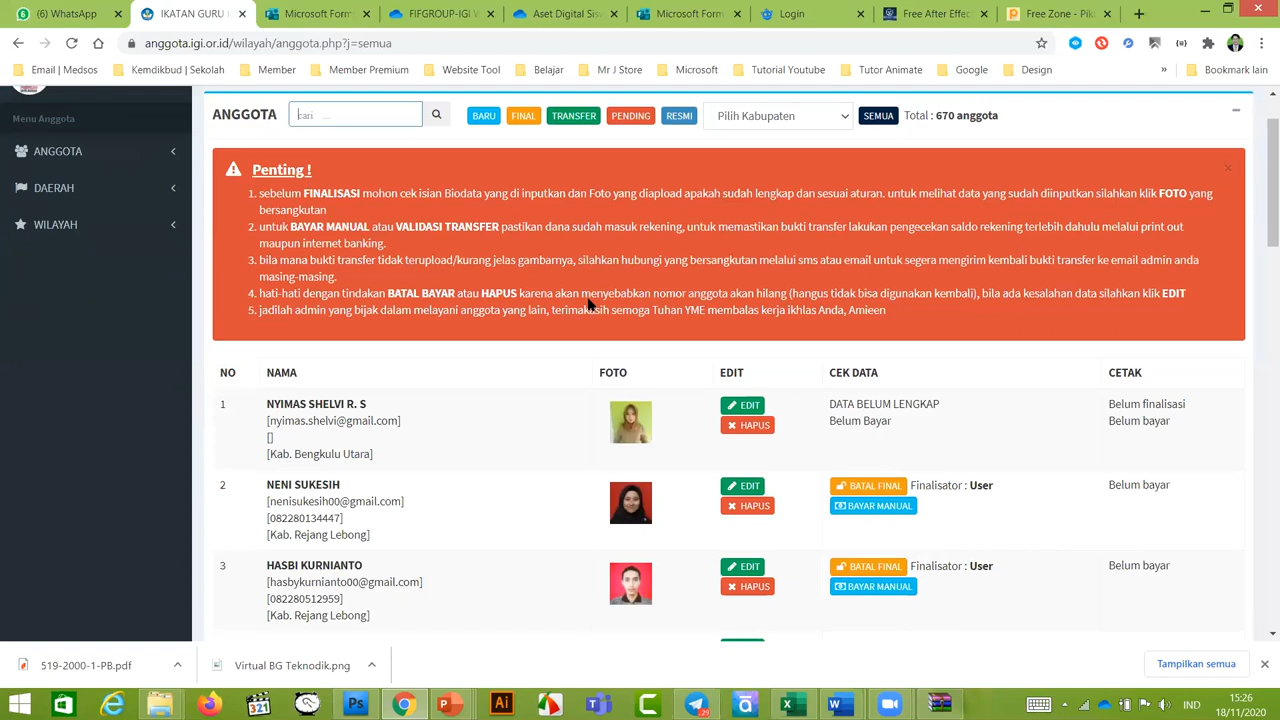 (6) WhatsApp
IKATAN GURU I
Microsoft Form
FIFGROUP-IGI W
Aset Digital Sis
Microsoft Form
Login
Free After Effec
Free Zone - Pik
anggota.igi.or.id/wilayah/anggota.php?j=semua
Email | Medsos
Kemdikbud | Sekolah
Member
Member Premium
Website Tool
Belajar
Mr J Store
Microsoft
Tutorial Youtube
Tutor Animate
Google
Design
»
Bookmark lain
Menu Anggota
ANGGOTA
DAERAH
WILAYAH
ANGGOTA
cari ...
BARU
FINAL
TRANSFER
PENDING
RESMI
Pilih Kabupaten
SEMUA
Total : 670 anggota
Penting !
1. sebelum FINALISASI mohon cek isian Biodata yang di inputkan dan Foto yang diapload apakah sudah lengkap dan sesuai aturan. untuk melihat data yang sudah diinputkan silahkan klik FOTO yg
bersangkutan
2. untuk BAYAR MANUAL atau VALIDASI TRANSFER pastikan dana sudah masuk rekening, untuk memastikan bukti transfer lakukan pengecekan saldo rekening terlebih dahulu melalui print out
maupun internet banking.
3. bila mana bukti transfer tidak terupload/kurang jelas gambarnya, silahkan hubungi yang bersangkutan melalui sms atau email untuk segera mengirim kembali bukti transfer ke email admin anda
masing-masing.
4. hati-hati dengan tindakan BATAL BAYAR atau HAPUS karena akan menyebabkan nomor anggota akan hilang (hangus tidak bisa digunakan kembali), bila ada kesalahan data silahkan klik EDIT
5. jadilah admin yang bijak dalam melayani anggota yang lain, terimakasih semoga Tuhan YME membalas kerja ikhlas Anda, Amieen
NO NAMA FOTO EDIT CEK DATA CETAK
1 NYIMAS SHELVI R. S EDIT DATA BELUM LENGKAP Belum finalisasi
[nyimas.shelvi@gmail.com] HAPUS Belum Bayar Belum bayar
[]
[Kab. Bengkulu Utara]
2 NENI SUKESIH EDIT BATAL FINAL Finalisator : User Belum bayar
[nenisukesih00@gmail.com] HAPUS BAYAR MANUAL
[082280134447]
[Kab. Rejang Lebong]
3 HASBI KURNIANTO EDIT BATAL FINAL Finalisator : User Belum bayar
[hasbykurnianto00@gmail.com] HAPUS BAYAR MANUAL
[082280512959]
[Kab. Rejang Lebong]
519-2000-1-PB.pdf
Virtual BG Teknodik.png
Tampilkan semua
IND
15:26
18/11/2020